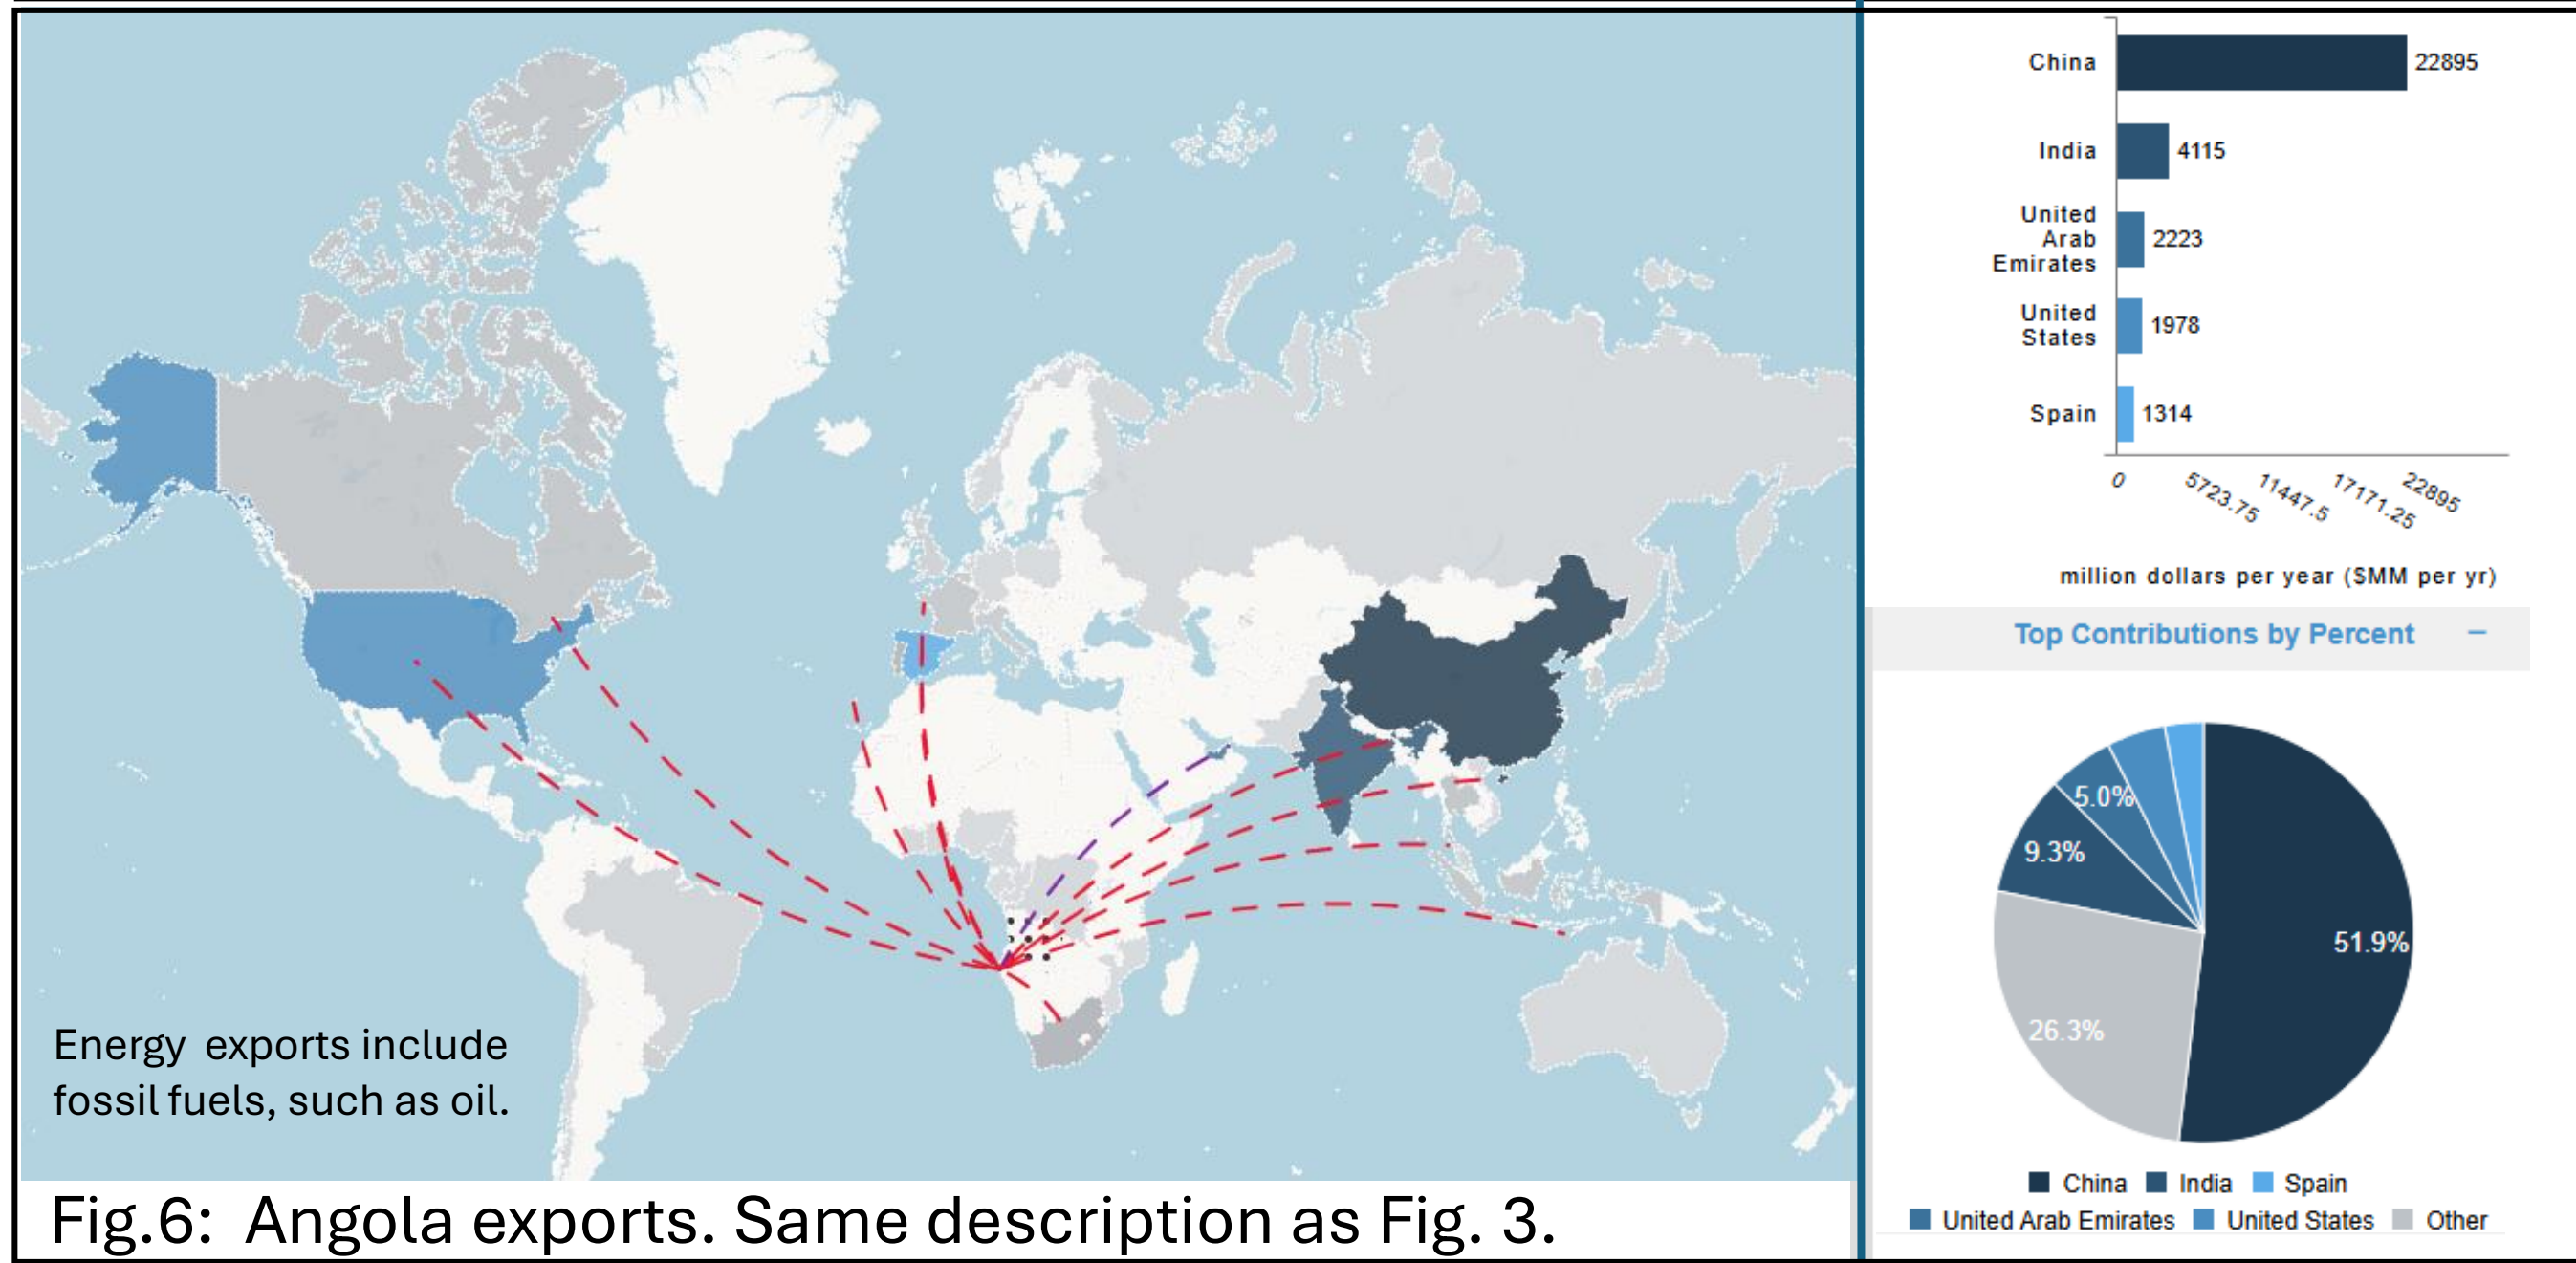 Energy exports include
fossil fuels, such as oil.
Fig.6: Angola exports. Same description as Fig. 3.
China
22895
India
4115
United
Arab
Emirates
2223
United
States
1978
Spain
1314
0
5723.75
11447.5
17171.25
22895
million dollars per year ($MM per yr)
Top Contributions by Percent −
5.0%
9.3%
51.9%
26.3%
China India Spain
United Arab Emirates United States Other